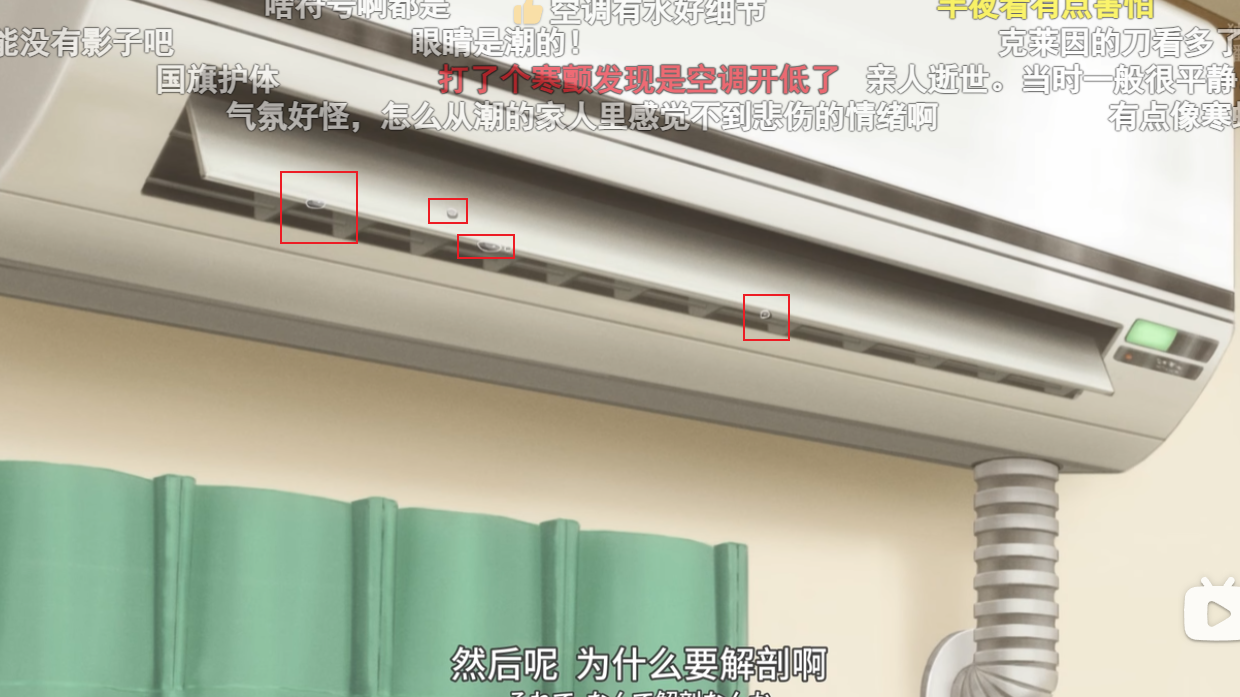 啥符号啊都是
空调有水好细节
半夜看有点害怕
能没有影子吧
眼睛是潮的！
克莱因的刀看多了
国旗护体
打了个寒颤发现是空调开低了
亲人逝世。当时一般很平静
气氛好怪，怎么从潮的家人里感觉不到悲伤的情绪啊
有点像寒蝉
然后呢 为什么要解剖啊